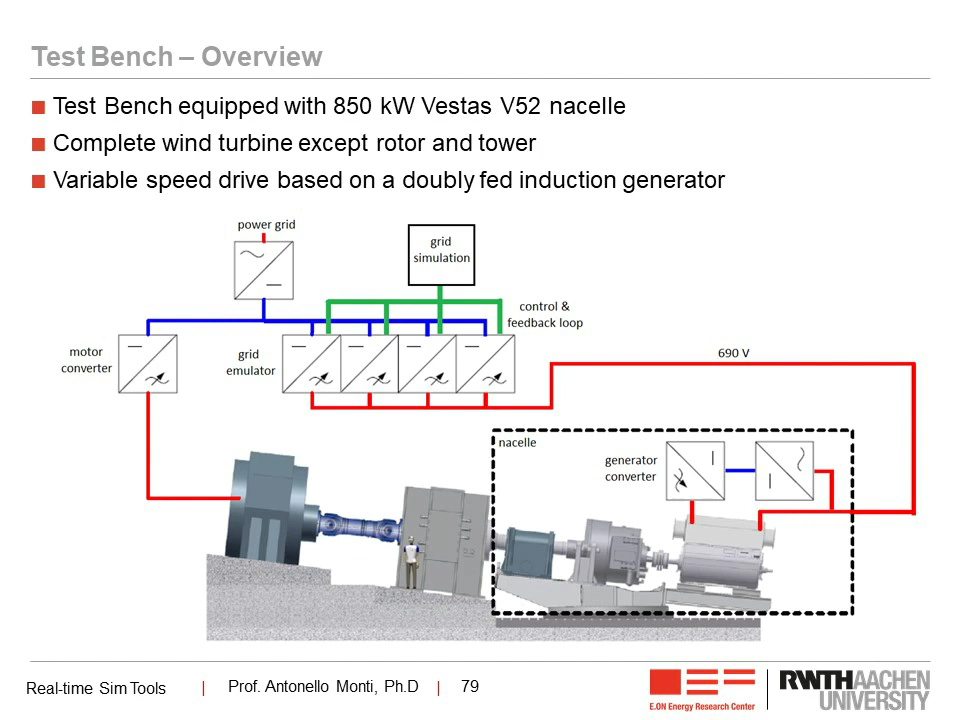 Test Bench – Overview
Test Bench equipped with 850 kW Vestas V52 nacelle
Complete wind turbine except rotor and tower
Variable speed drive based on a doubly fed induction generator
power grid
grid
simulation
control &
feedback loop
motor
converter
grid
emulator
690 V
nacelle
generator
converter
Real-time Sim Tools | Prof. Antonello Monti, Ph.D | 79
E.ON Energy Research Center
RWTHAACHEN
UNIVERSITY